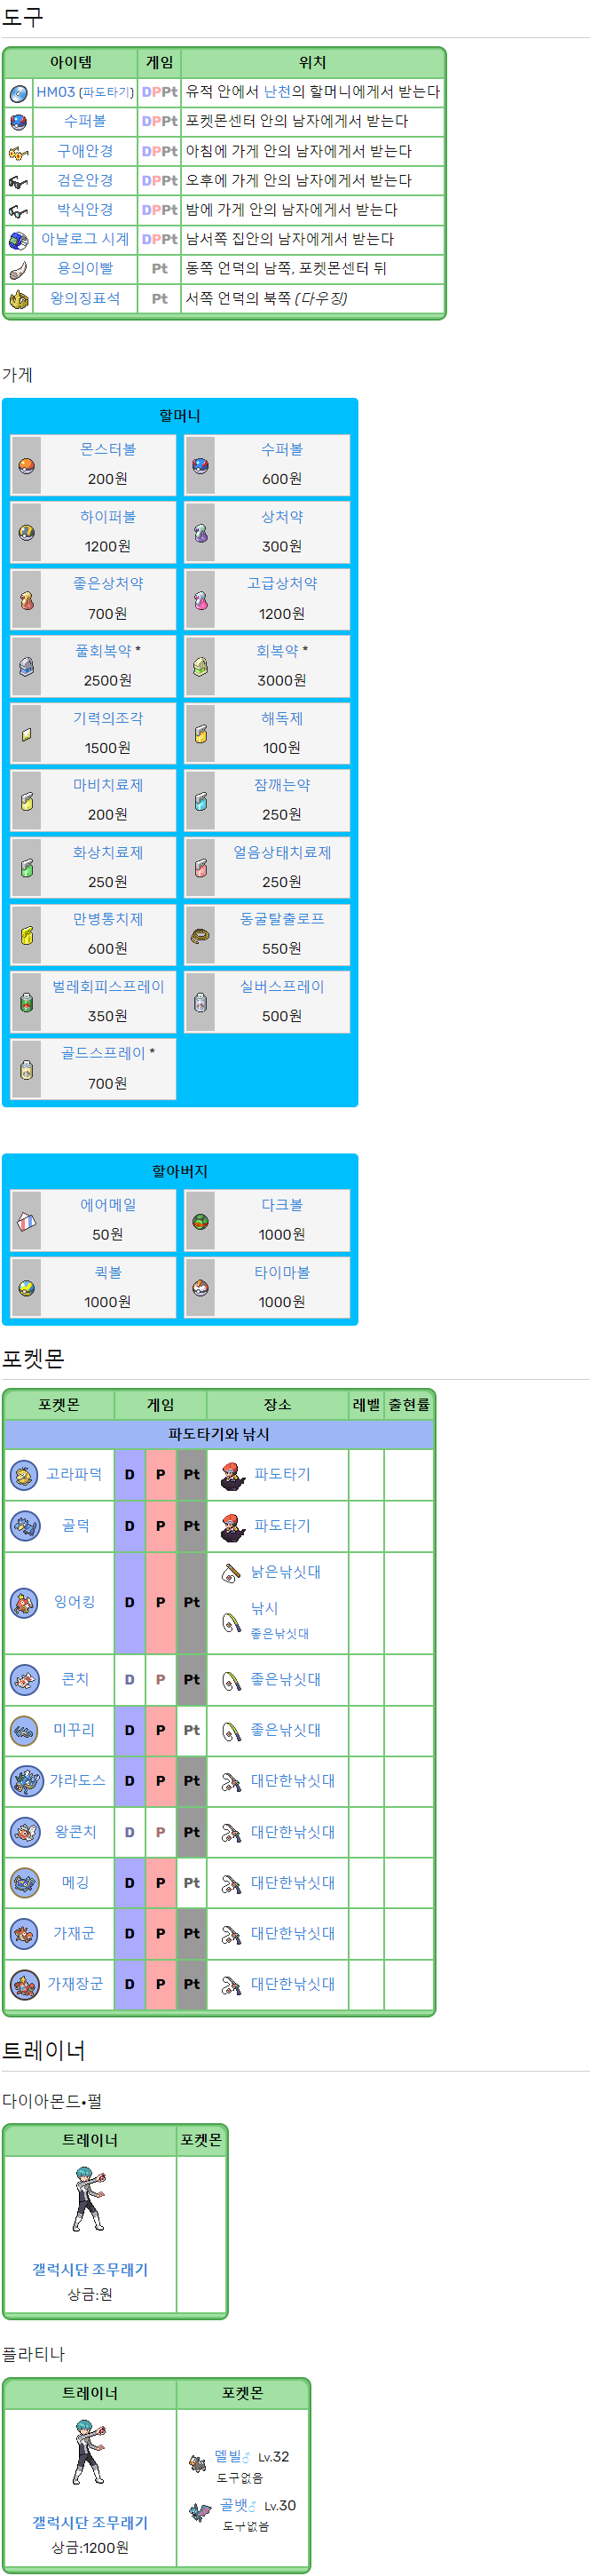 도구
아이템 게임 위치
HM03 (파도타기) DPPt 유적 안에서 난천의 할머니에게서 받는다
수퍼볼 DPPt 포켓몬센터 안의 남자에게서 받는다
구애안경 DPPt 아침에 가게 안의 남자에게서 받는다
검은안경 DPPt 오후에 가게 안의 남자에게서 받는다
박식안경 DPPt 밤에 가게 안의 남자에게서 받는다
아날로그 시계 DPPt 남서쪽 집안의 남자에게서 받는다
용의이빨 Pt 동쪽 언덕의 남쪽, 포켓몬센터 뒤
왕의징표석 Pt 서쪽 언덕의 북쪽 (다우징)
가게
할머니
몬스터볼 수퍼볼
200원 600원
하이퍼볼 상처약
1200원 300원
좋은상처약 고급상처약
700원 1200원
풀회복약 * 회복약 *
2500원 3000원
기력의조각 해독제
1500원 100원
마비치료제 잠깨는약
200원 250원
화상치료제 얼음상태치료제
250원 250원
만병통치제 동굴탈출로프
600원 550원
벌레회피스프레이 실버스프레이
350원 500원
골드스프레이 *
700원
할아버지
에어메일 다크볼
50원 1000원
퀵볼 타이마볼
1000원 1000원
포켓몬
포켓몬 게임 장소 레벨 출현률
파도타기와 낚시
고라파덕 D P Pt 파도타기
골덕 D P Pt 파도타기
잉어킹 D P Pt 낡은낚싯대
낚시
좋은낚싯대
콘치 D P Pt 좋은낚싯대
미꾸리 D P Pt 좋은낚싯대
갸라도스 D P Pt 대단한낚싯대
왕콘치 D P Pt 대단한낚싯대
메깅 D P Pt 대단한낚싯대
가재군 D P Pt 대단한낚싯대
가재장군 D P Pt 대단한낚싯대
트레이너
다이아몬드•펄
트레이너 포켓몬
갤럭시단 조무래기
상금:원
플라티나
트레이너 포켓몬
델빌♂ Lv.32
도구없음
골뱃♂ Lv.30
도구없음
갤럭시단 조무래기
상금:1200원